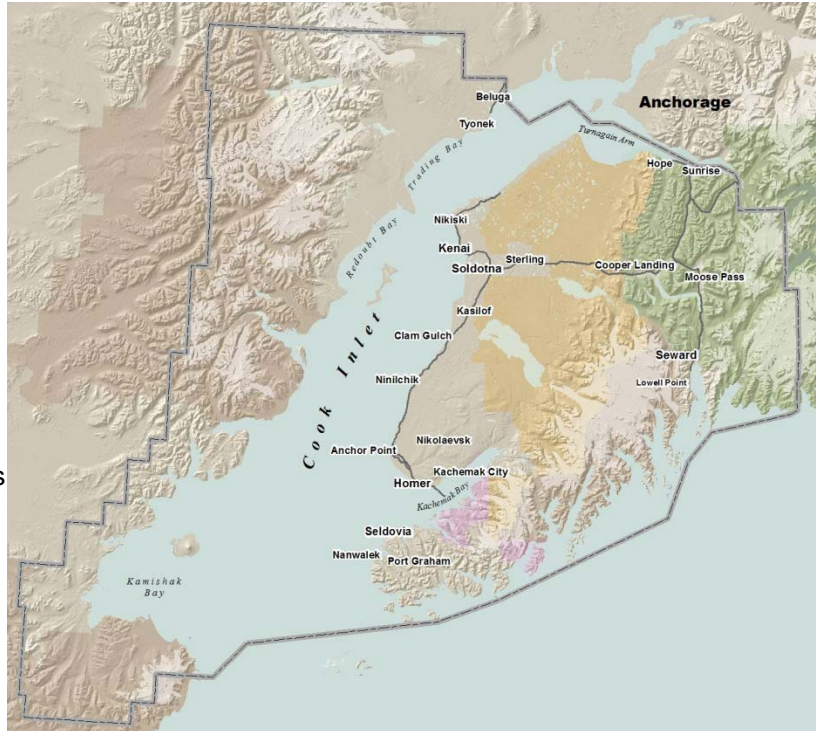 Beluga
Anchorage
Tyonek
Turnagain Arm
Trading Bay
Hope
Sunrise
Nikiski
Redoubt Bay
Kenai
Sterling
Soldotna
Cooper Landing
Moose Pass
Kasilof
Clam Gulch
Cook Inlet
Seward
Lowell Point
Ninilchik
Nikolaevsk
Anchor Point
Kachemak City
s
Homer
Kachemak Bay
Seldovia
Nanwalek
Port Graham
Kamishak
Bay